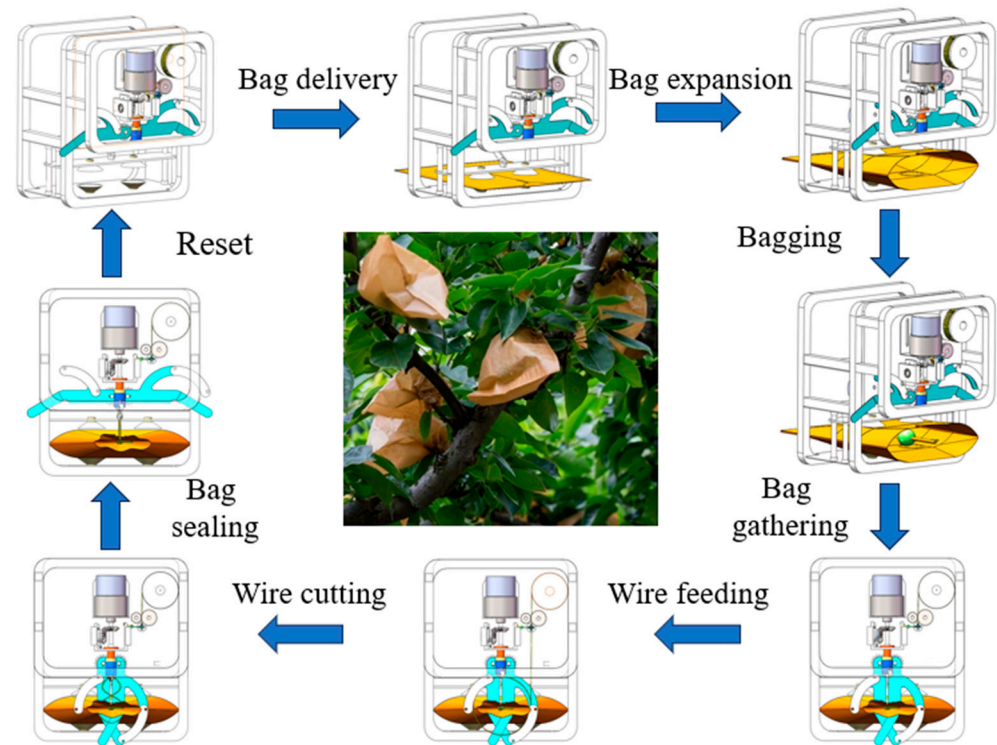 Bag delivery
Bag expansion
Reset
Bagging
Bag
sealing
Bag
gathering
Wire cutting
Wire feeding